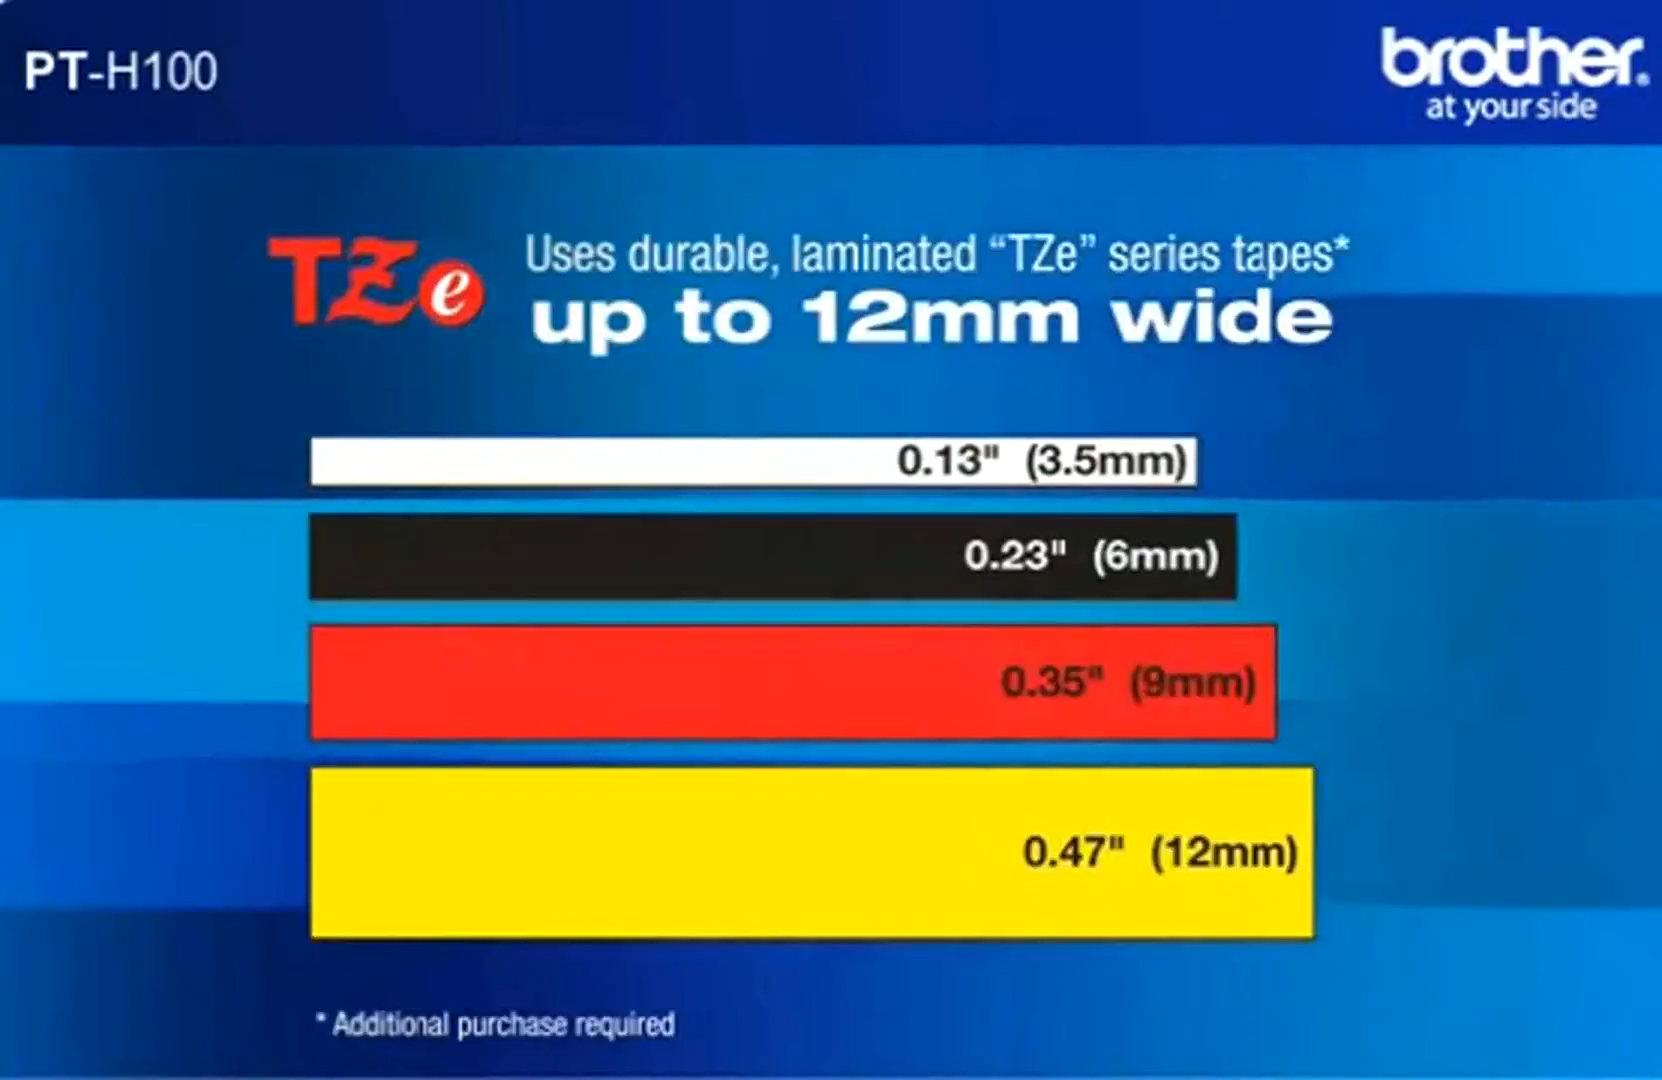 PT-H100
brother
at your side
TZe
Uses durable, laminated “TZe” series tapes*
up to 12mm wide
0.13" (3.5mm)
0.23" (6mm)
0.35" (9mm)
0.47" (12mm)
* Additional purchase required